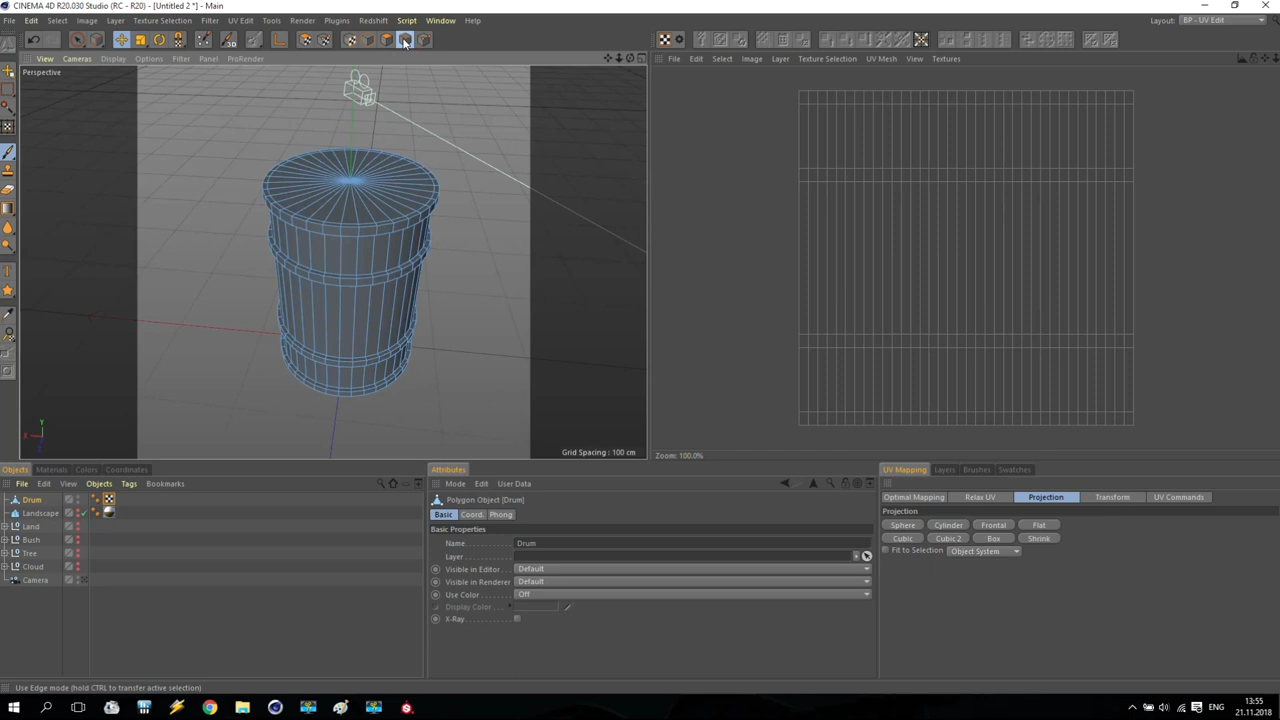 CINEMA 4D R20.030 Studio (RC - R20) - [Untitled 2 *] - Main
File Edit Select Image Layer Texture Selection Filter UV Edit Tools Render Plugins Redshift Script Window Help
Layout: BP - UV Edit
View Cameras Display Options Filter Panel ProRender
File Edit Select Image Layer Texture Selection UV Mesh View Textures
Perspective
Y
X
Grid Spacing : 100 cm
Zoom: 100.0%
Objects Materials Colors Coordinates
Attributes
UV Mapping Layers Brushes Swatches
File Edit View Objects Tags Bookmarks
Mode Edit User Data
Drum
Landscape
Land
Bush
Tree
Cloud
Camera
Polygon Object [Drum]
Basic Coord. Phong
Basic Properties
Name. Drum
Layer
Visible in Editor Default
Visible in Renderer Default
Use Color Off
Display Color
X-Ray
Optimal Mapping Relax UV Projection Transform UV Commands
Projection
Sphere Cylinder Frontal Flat
Cubic Cubic 2 Box Shrink
Fit to Selection Object System
Use Edge mode (hold CTRL to transfer active selection)
ENG
13:55
21.11.2018